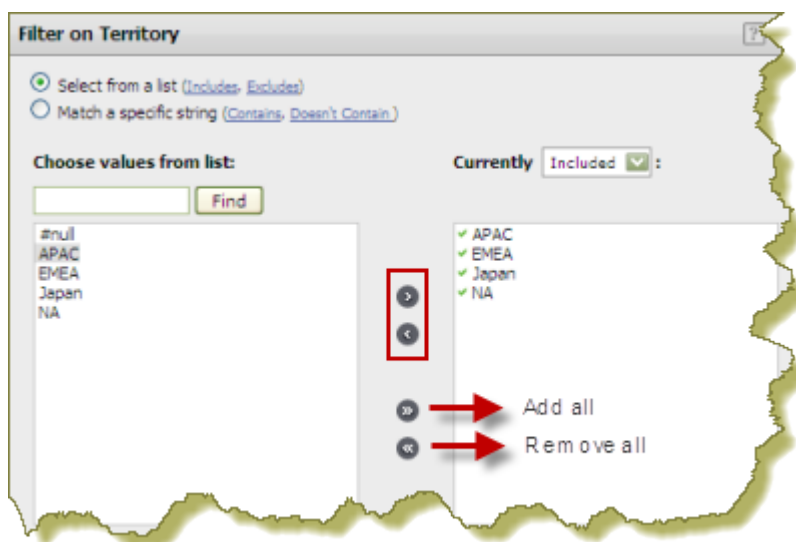 Filter on Territory
?
Select from a list (Includes, Excludes)
Match a specific string (Contains, Doesn't Contain )
Choose values from list:
Currently Included :
Find
#null
APAC
EMEA
Japan
NA
APAC
EMEA
Japan
NA
Add all
Remove all